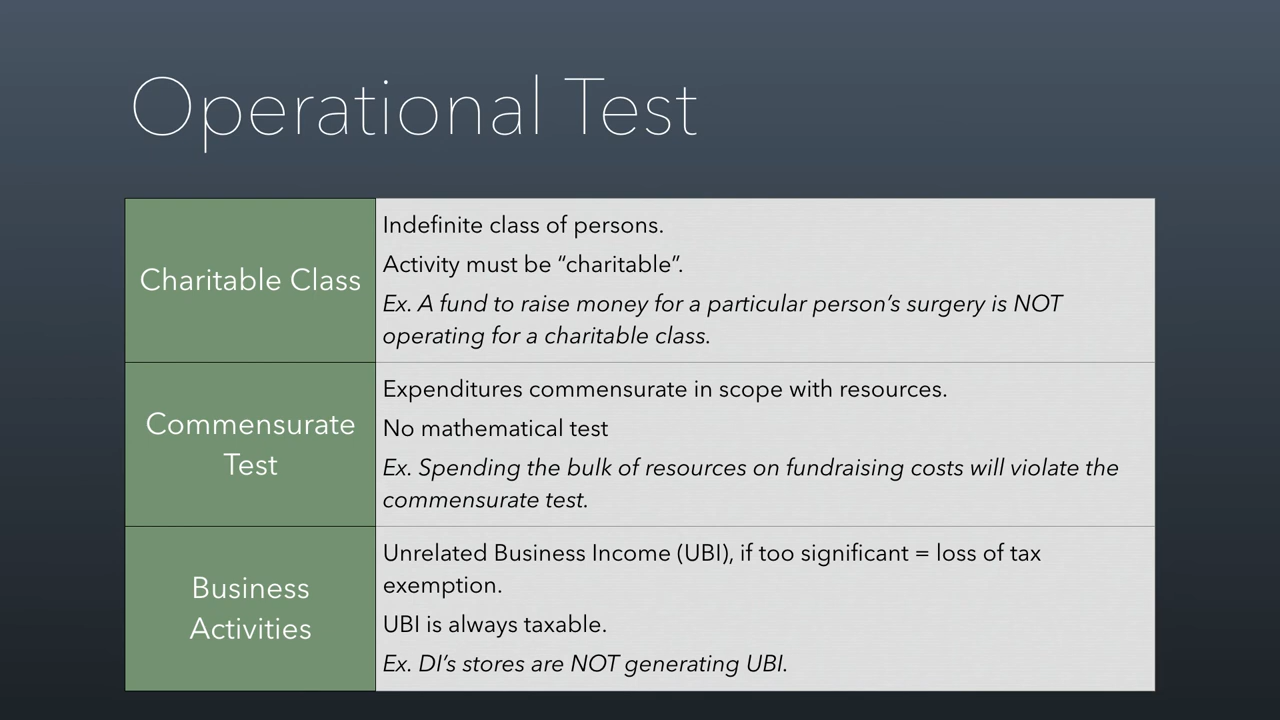 Operational Test
Charitable Class
Indefinite class of persons.
Activity must be “charitable”.
Ex. A fund to raise money for a particular person’s surgery is NOT
operating for a charitable class.
Commensurate
Test
Expenditures commensurate in scope with resources.
No mathematical test
Ex. Spending the bulk of resources on fundraising costs will violate the
commensurate test.
Business
Activities
Unrelated Business Income (UBI), if too significant = loss of tax
exemption.
UBI is always taxable.
Ex. DI’s stores are NOT generating UBI.